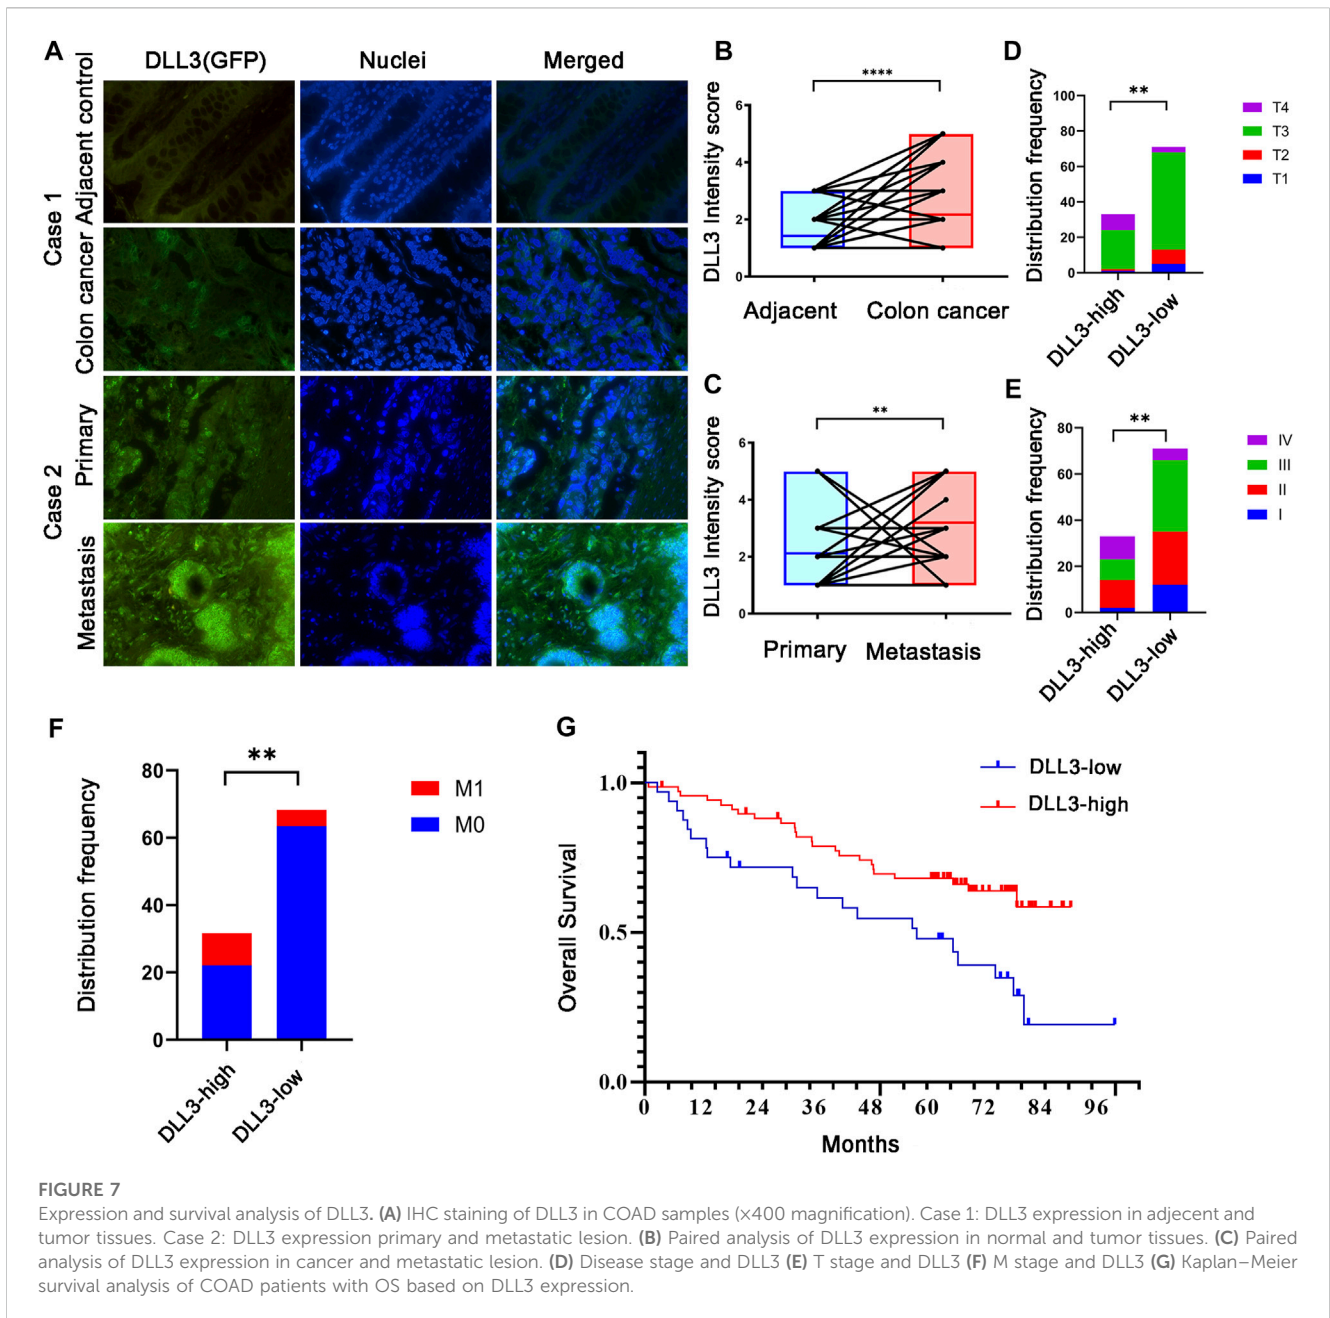 A
DLL3(GFP)
Nuclei
Merged
Case 1
Adjacent control
Colon cancer
Case 2
Primary
Metastasis
B
****
DLL3 Intensity score
6
4
2
0
Adjacent
Colon cancer
C
**
DLL3 Intensity score
6
4
2
0
Primary
Metastasis
D
**
Distribution frequency
100
80
60
40
20
0
DLL3-high
DLL3-low
T4
T3
T2
T1
E
**
Distribution frequency
80
60
40
20
0
DLL3-high
DLL3-low
IV
III
II
I
F
**
Distribution frequency
80
60
40
20
0
DLL3-high
DLL3-low
M1
M0
G
Overall Survival
1.0
0.5
0.0
0 12 24 36 48 60 72 84 96
Months
DLL3-low
DLL3-high
FIGURE 7
Expression and survival analysis of DLL3. (A) IHC staining of DLL3 in COAD samples (×400 magnification). Case 1: DLL3 expression in adjecent and
tumor tissues. Case 2: DLL3 expression primary and metastatic lesion. (B) Paired analysis of DLL3 expression in normal and tumor tissues. (C) Paired
analysis of DLL3 expression in cancer and metastatic lesion. (D) Disease stage and DLL3 (E) T stage and DLL3 (F) M stage and DLL3 (G) Kaplan–Meier
survival analysis of COAD patients with OS based on DLL3 expression.